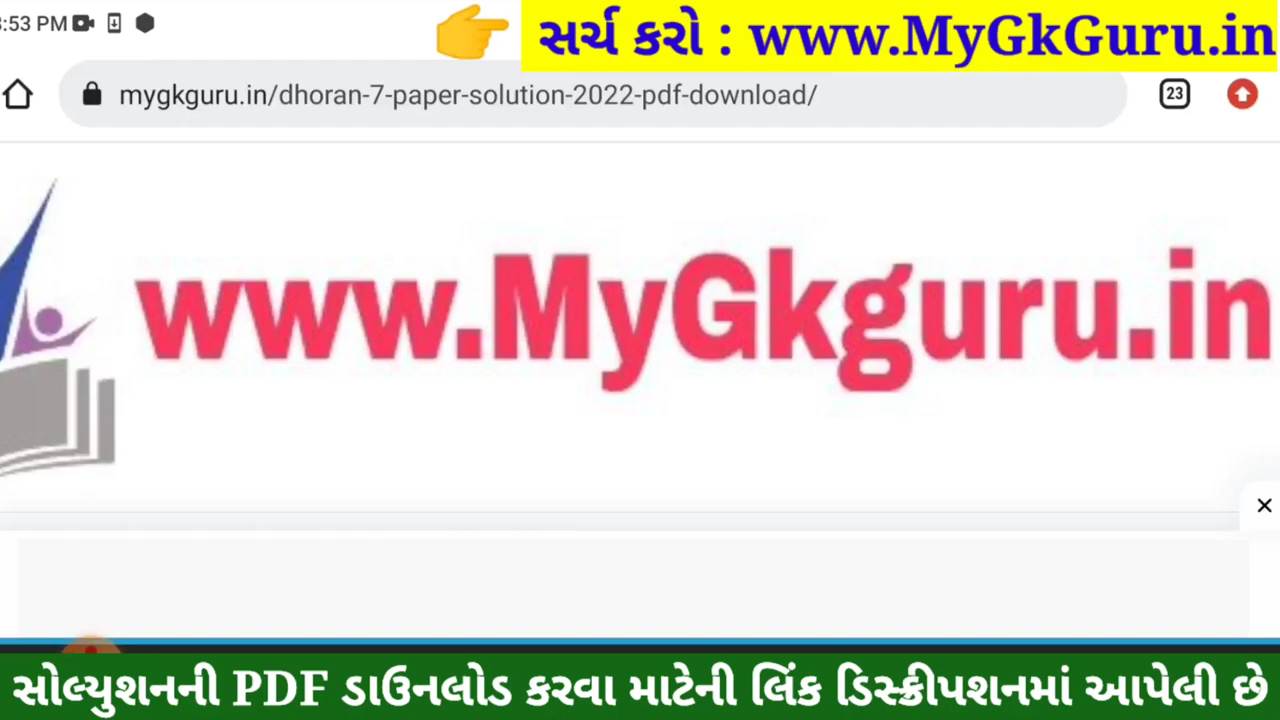 :53 PM
સર્ચ કરો : www.MyGkGuru.in
mygkguru.in/dhoran-7-paper-solution-2022-pdf-download/
23
www.MyGkguru.in
સોલ્યુશનની PDF ડાઉનલોડ કરવા માટેની લિંક ડિસ્ક્રીપશનમાં આપેલી છે